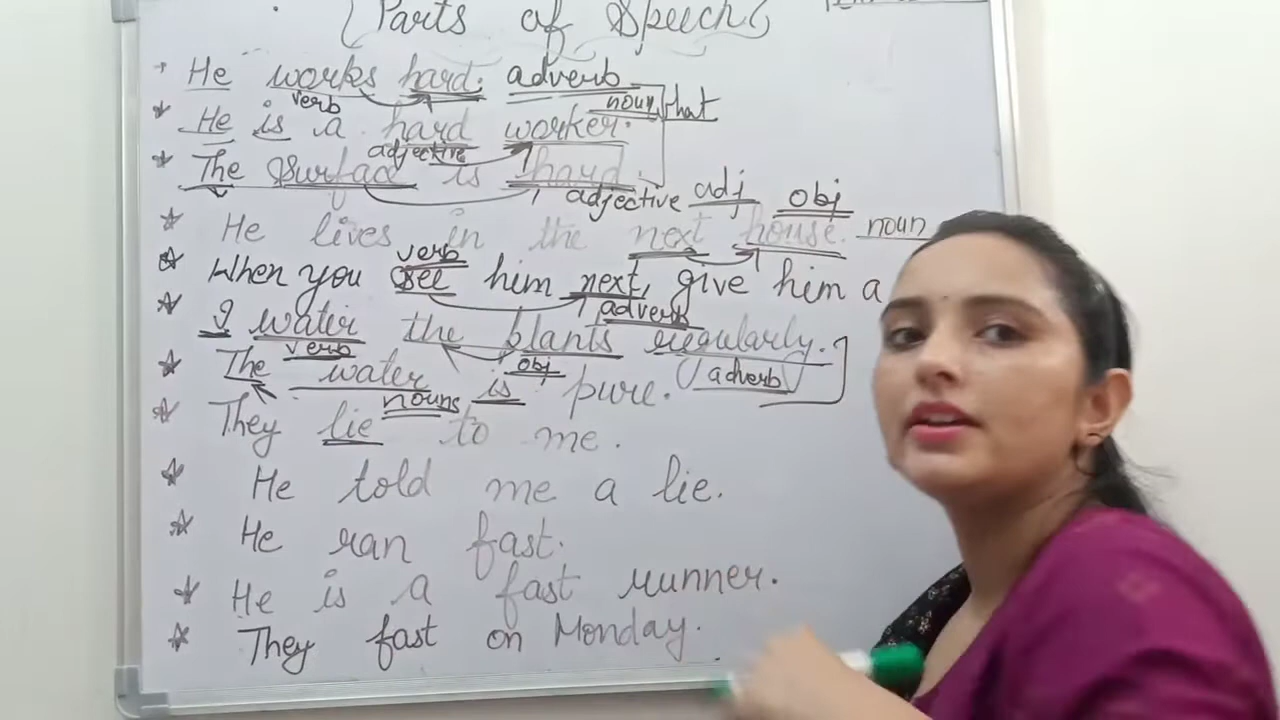 Parts of Speech
He works hard. adverb
verb noun what
He is a hard worker.
adjective
The Surface is hard.
adjective adj obj
He lives in the next house. noun
verb
When you see him next, give him a
adverb
I water the plants regularly.
verb obj (adverb)
The water is pure.
nouns
They lie to me.
He told me a lie.
He ran fast.
He is a fast runner.
They fast on Monday.